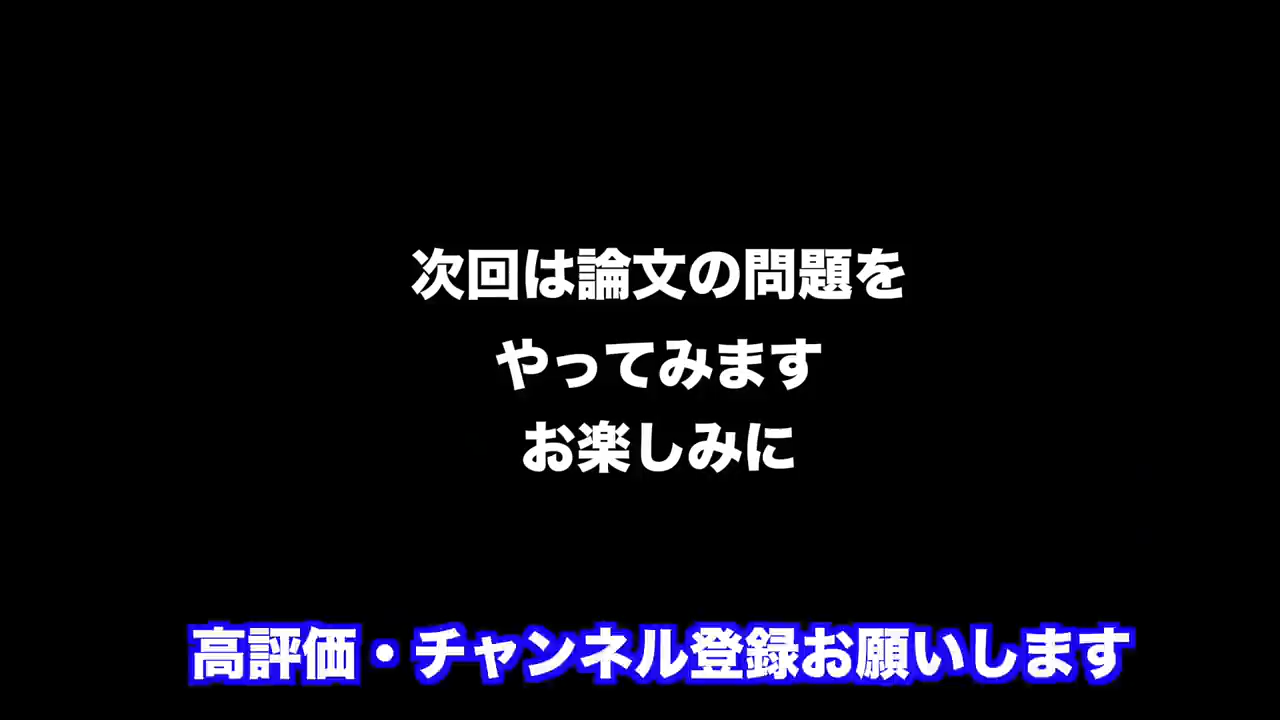 次回は論文の問題を
やってみます
お楽しみに
高評価・チャンネル登録お願いします